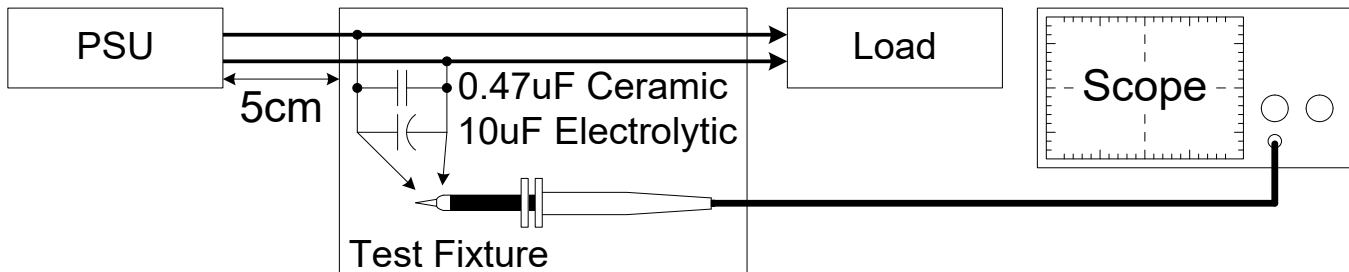 PSU
Load
Scope
5cm
0.47uF Ceramic
10uF Electrolytic
Test Fixture